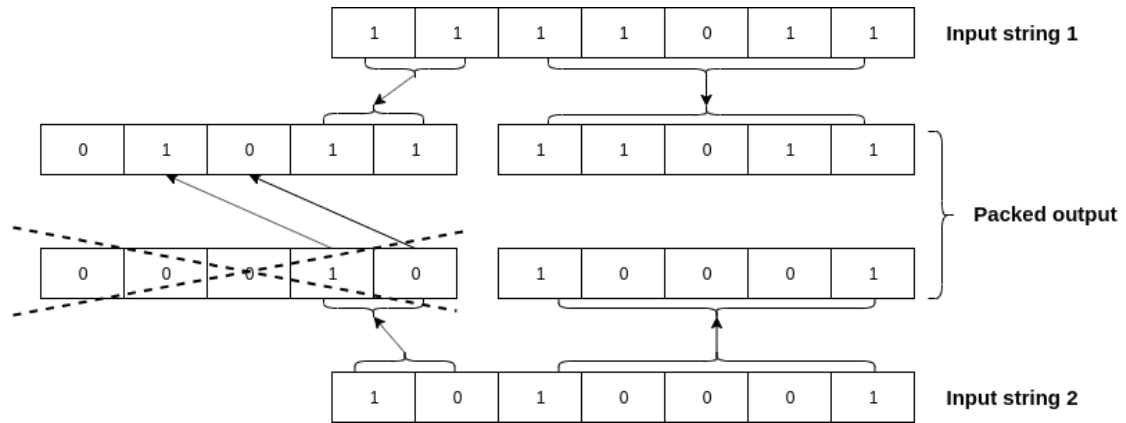 1 1 1 1 0 1 1 Input string 1
0 1 0 1 1 1 1 0 1 1
Packed output
0 0 0 1 0 1 0 0 0 1
1 0 1 0 0 0 1 Input string 2